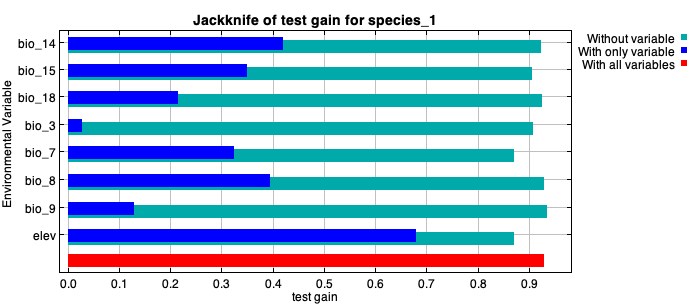 Jackknife of test gain for species_1
Environmental Variable
bio_14
bio_15
bio_18
bio_3
bio_7
bio_8
bio_9
elev
0.0 0.1 0.2 0.3 0.4 0.5 0.6 0.7 0.8 0.9
test gain
Without variable
With only variable
With all variables